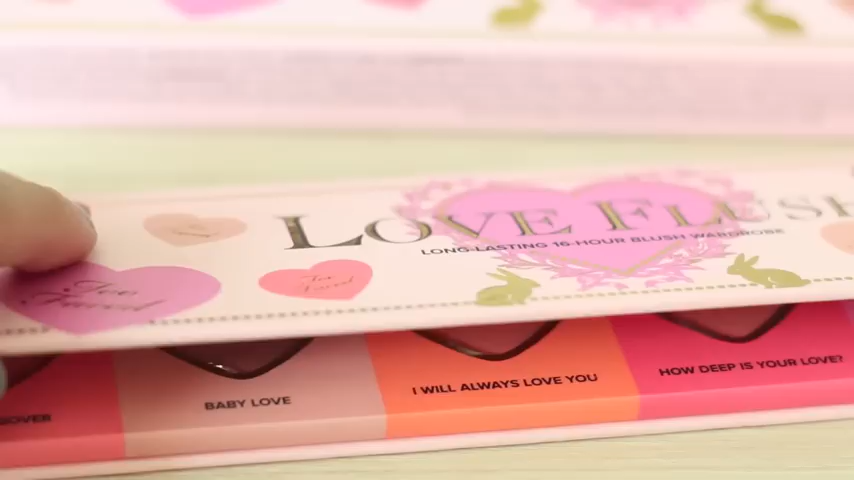 LOVE FLUSH
LONG-LASTING 16-HOUR BLUSH WARDROBE
Too Faced
Too Faced
BABY LOVE
I WILL ALWAYS LOVE YOU
HOW DEEP IS YOUR LOVE?